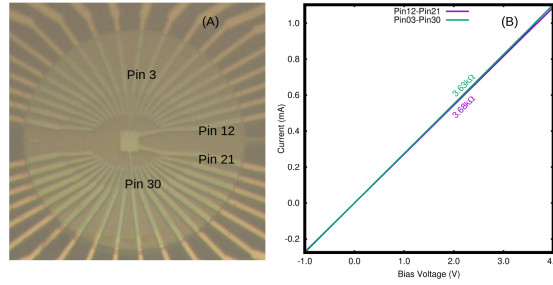 (A)
Pin 3
Pin 12
Pin 21
Pin 30
(B)
Pin12-Pin21
Pin03-Pin30
3.63kΩ
3.68kΩ
Current (mA)
1.0
0.8
0.6
0.4
0.2
0.0
-0.2
-1.0 0.0 1.0 2.0 3.0 4.
Bias Voltage (V)